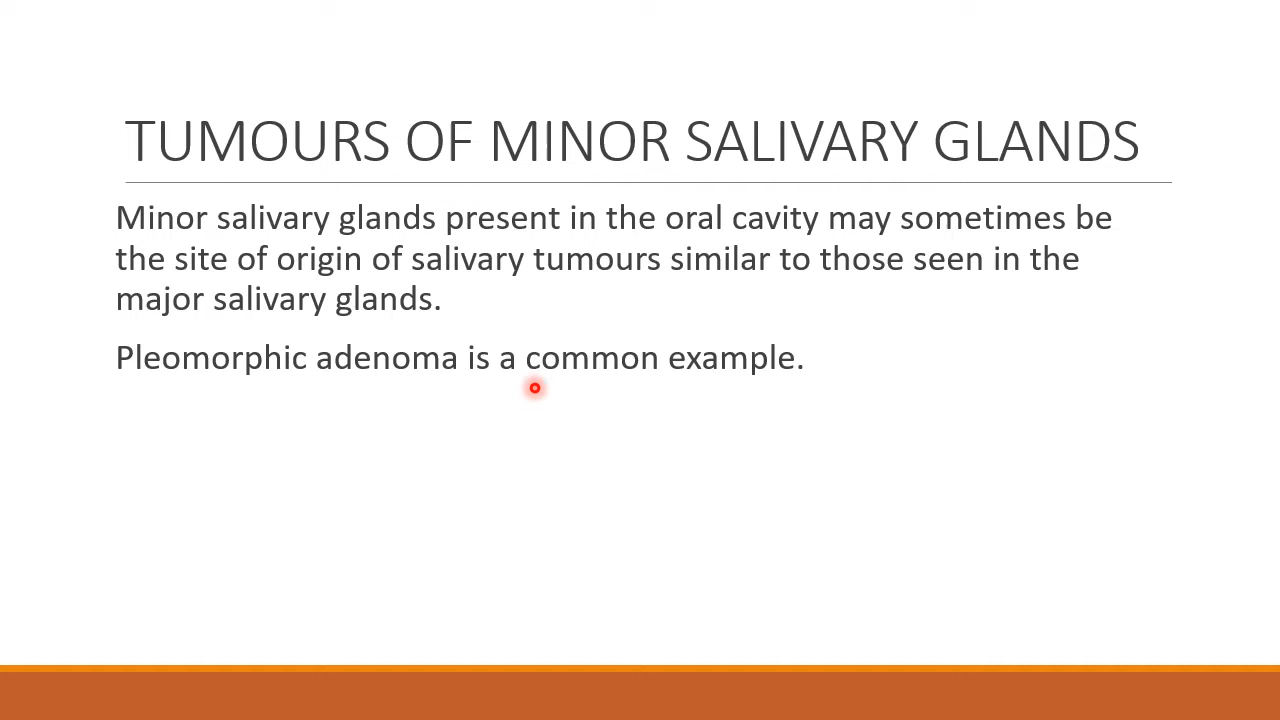 TUMOURS OF MINOR SALIVARY GLANDS
Minor salivary glands present in the oral cavity may sometimes be
the site of origin of salivary tumours similar to those seen in the
major salivary glands.
Pleomorphic adenoma is a common example.